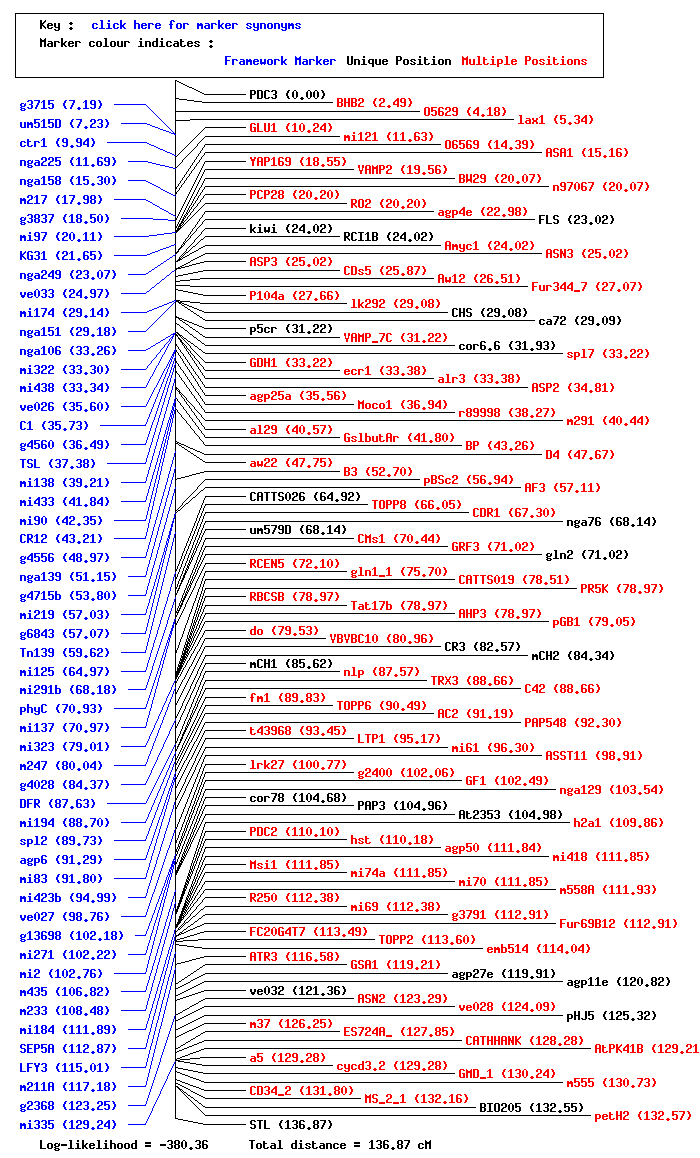 Key : click here for marker synonyms
Marker colour indicates :
Framework Marker Unique Position Multiple Positions
g3715 (7.19)
um515D (7.23)
ctr1 (9.94)
nga225 (11.69)
nga158 (15.30)
m217 (17.98)
g3837 (18.50)
mi97 (20.11)
KG31 (21.65)
nga249 (23.07)
ve033 (24.97)
mi174 (29.14)
nga151 (29.18)
nga106 (33.26)
mi322 (33.30)
mi438 (33.34)
ve026 (35.60)
C1 (35.73)
g4560 (36.49)
TSL (37.38)
mi138 (39.21)
mi433 (41.84)
mi90 (42.35)
CR12 (43.21)
g4556 (48.97)
nga139 (51.15)
g4715b (53.80)
mi219 (57.03)
g6843 (57.07)
Tn139 (59.62)
mi125 (64.97)
mi291b (68.18)
phyC (70.93)
mi137 (70.97)
mi323 (79.01)
m247 (80.04)
g4028 (84.37)
DFR (87.63)
mi194 (88.70)
spl2 (89.73)
agp6 (91.29)
mi83 (91.80)
mi423b (94.99)
ve027 (98.76)
g13698 (102.18)
mi271 (102.22)
mi2 (102.76)
m435 (106.82)
m233 (108.48)
mi184 (111.89)
SEP5A (112.87)
LFY3 (115.01)
m211A (117.18)
g2368 (123.25)
mi335 (129.24)
PDC3 (0.00)
BHB2 (2.49)
O5629 (4.18)
lax1 (5.34)
GLU1 (10.24)
mi121 (11.63)
O6569 (14.39)
ASA1 (15.16)
YAP169 (18.55)
VAMP2 (19.56)
BW29 (20.07)
n97067 (20.07)
PCP28 (20.20)
RO2 (20.20)
agp4e (22.98)
FLS (23.02)
kiwi (24.02)
RCI1B (24.02)
Amyc1 (24.02)
ASN3 (25.02)
ASP3 (25.02)
CDs5 (25.87)
Aw12 (26.51)
Fur344_7 (27.07)
P104a (27.66)
lk292 (29.08)
CHS (29.08)
ca72 (29.09)
p5cr (31.22)
VAMP_7C (31.22)
cor6.6 (31.93)
spl7 (33.22)
GDH1 (33.22)
ecr1 (33.38)
alr3 (33.38)
ASP2 (34.81)
agp25a (35.56)
Moco1 (36.94)
r89998 (38.27)
m291 (40.44)
al29 (40.57)
GslbutAr (41.80)
BP (43.26)
D4 (47.67)
aw22 (47.75)
B3 (52.70)
pBSc2 (56.94)
AF3 (57.11)
CATTS026 (64.92)
TOPP8 (66.05)
CDR1 (67.30)
nga76 (68.14)
um579D (68.14)
CMs1 (70.44)
GRF3 (71.02)
gln2 (71.02)
RCEN5 (72.10)
gln1_1 (75.70)
CATTS019 (78.51)
PR5K (78.97)
RBCSB (78.97)
Tat17b (78.97)
AHP3 (78.97)
pGB1 (79.05)
do (79.53)
VBVBC10 (80.96)
CR3 (82.57)
mCH2 (84.34)
mCH1 (85.62)
nlp (87.57)
TRX3 (88.66)
C42 (88.66)
fm1 (89.83)
TOPP6 (90.49)
AC2 (91.19)
PAP548 (92.30)
t43968 (93.45)
LTP1 (95.17)
mi61 (96.30)
ASST11 (98.91)
lrk27 (100.77)
g2400 (102.06)
GF1 (102.49)
nga129 (103.54)
cor78 (104.68)
PAP3 (104.96)
At2353 (104.98)
h2a1 (109.86)
PDC2 (110.10)
hst (110.18)
agp50 (111.84)
mi418 (111.85)
Msi1 (111.85)
mi74a (111.85)
mi70 (111.85)
m558A (111.93)
R250 (112.38)
mi69 (112.38)
g3791 (112.91)
Fur69B12 (112.91)
FC20G4T7 (113.49)
TOPP2 (113.60)
emb514 (114.04)
ATR3 (116.58)
GSA1 (119.21)
agp27e (119.91)
agp11e (120.82)
ve032 (121.36)
ASN2 (123.29)
ve028 (124.09)
pHJ5 (125.32)
m37 (126.25)
ES724A_ (127.85)
CATHHANK (128.28)
AtPK41B (129.21
a5 (129.28)
cycd3.2 (129.28)
GMD_1 (130.24)
m555 (130.73)
CD34_2 (131.80)
MS_2_1 (132.16)
BIO205 (132.55)
petH2 (132.57)
STL (136.87)
Log-likelihood = -380.36 Total distance = 136.87 cM